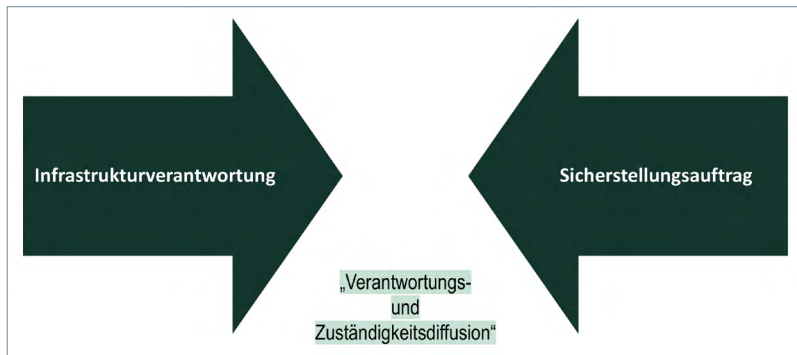 Infrastrukturverantwortung
Sicherstellungsauftrag
„Verantwortungs-
und
Zuständigkeitsdiffusion“